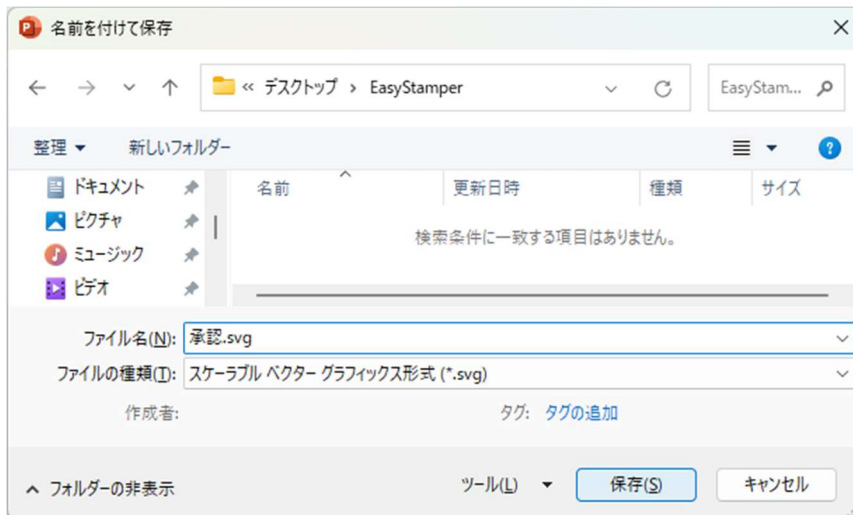 名前を付けて保存
« デスクトップ › EasyStamper
EasyStam...
整理 新しいフォルダー
ドキュメント
ピクチャ
ミュージック
ビデオ
名前 更新日時 種類 サイズ
検索条件に一致する項目はありません。
ファイル名(N): 承認.svg
ファイルの種類(T): スケーラブル ベクター グラフィックス形式 (*.svg)
作成者: タグ: タグの追加
フォルダーの非表示 ツール(L) 保存(S) キャンセル